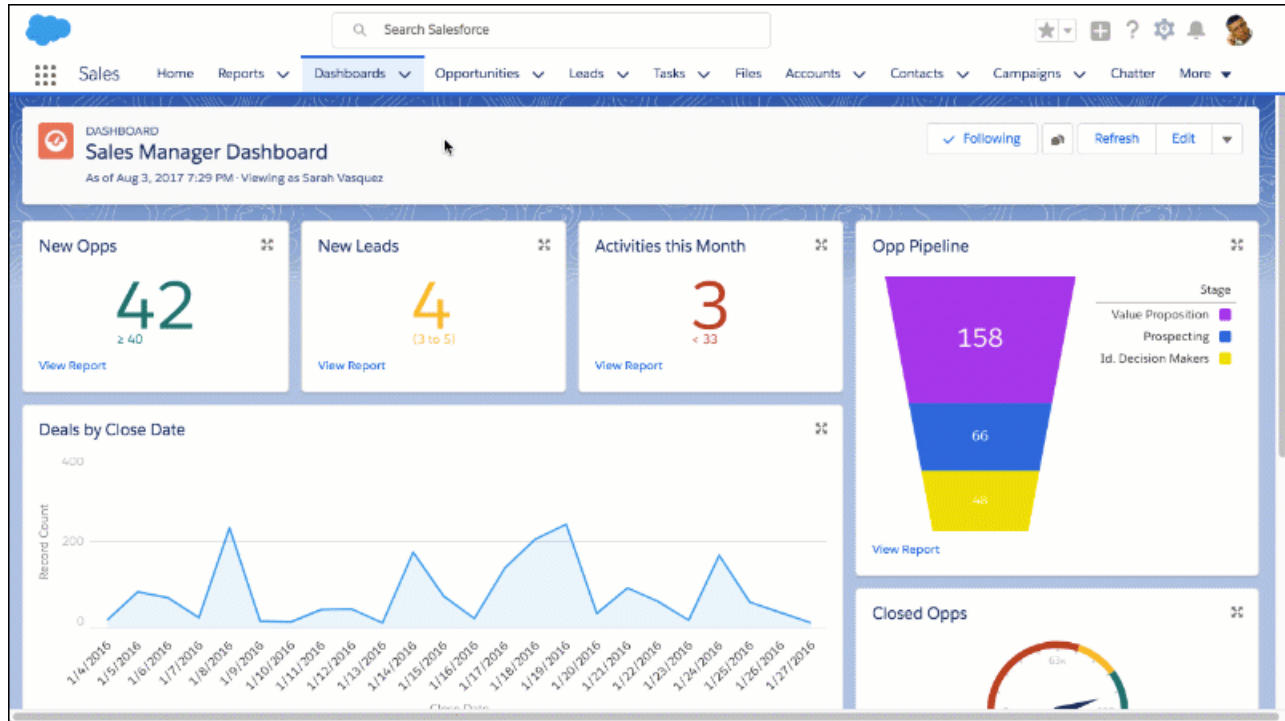 Search Salesforce
Sales Home Reports Dashboards Opportunities Leads Tasks Files Accounts Contacts Campaigns Chatter More
DASHBOARD
Sales Manager Dashboard
As of Aug 3, 2017 7:29 PM · Viewing as Sarah Vasquez
Following Refresh Edit
New Opps
42
≥ 40
View Report
New Leads
4
(3 to 5)
View Report
Activities this Month
3
< 33
View Report
Opp Pipeline
158
66
48
Stage
Value Proposition
Prospecting
Id. Decision Makers
View Report
Deals by Close Date
400
200
0
Record Count
1/4/2016
1/5/2016
1/6/2016
1/7/2016
1/8/2016
1/9/2016
1/10/2016
1/11/2016
1/12/2016
1/13/2016
1/14/2016
1/15/2016
1/16/2016
1/17/2016
1/18/2016
1/19/2016
1/20/2016
1/21/2016
1/22/2016
1/23/2016
1/24/2016
1/25/2016
1/26/2016
1/27/2016
Close Date
Closed Opps
63k